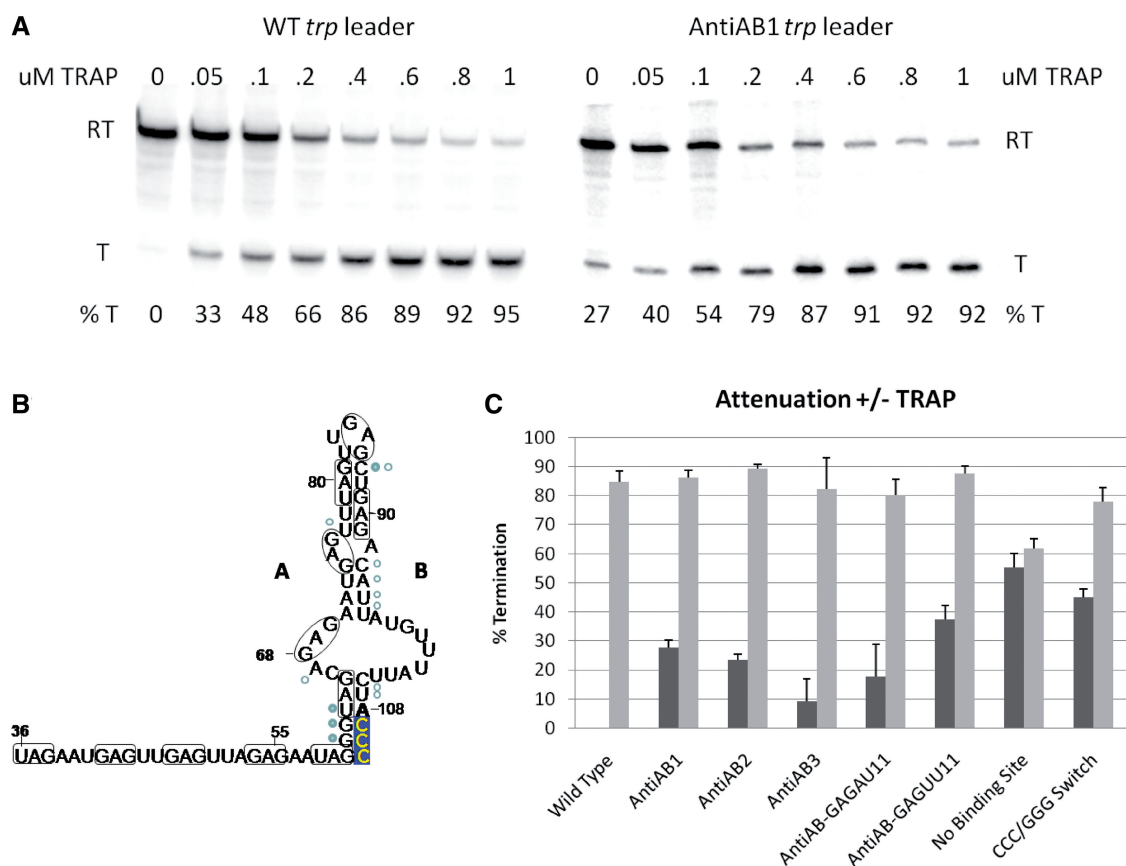 A
WT trp leader AntiAB1 trp leader
uM TRAP 0 .05 .1 .2 .4 .6 .8 1 0 .05 .1 .2 .4 .6 .8 1 uM TRAP
RT RT
T T
% T 0 33 48 66 86 89 92 95 27 40 54 79 87 91 92 92 % T
B
G
U A
U G
G C
80 A U
U G
U A 90
U G
G A
A
G C
A U A B
A U
A U A U G U
G U
A U
68 G
A C G C U U A U
A U
U A 108
G C
G C
36 55
UAGAAUGAGUUGAGUUAGAGAAUAG C
C
Attenuation +/- TRAP
% Termination
100
90
80
70
60
50
40
30
20
10
0
Wild Type
AntiAB1
AntiAB2
AntiAB3
AntiAB-GAGAU11
AntiAB-GAGUU11
No Binding Site
CCC/GGG Switch